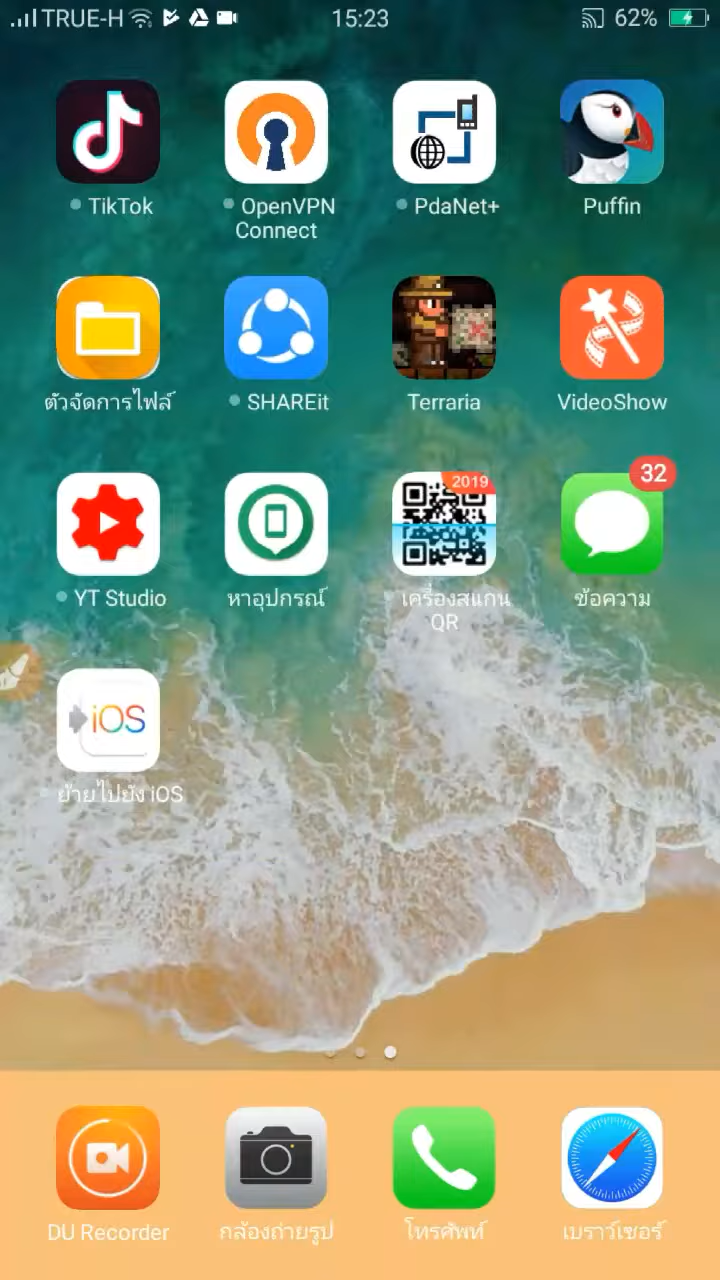 TRUE-H
15:23
62%
TikTok
OpenVPN
Connect
PdaNet+
Puffin
ตัวจัดการไฟล์
SHAREit
Terraria
VideoShow
YT Studio
หาอุปกรณ์
2019
เครื่องสแกน
QR
32
ข้อความ
iOS
ย้ายไปยัง iOS
DU Recorder
กล้องถ่ายรูป
โทรศัพท์
เบราว์เซอร์